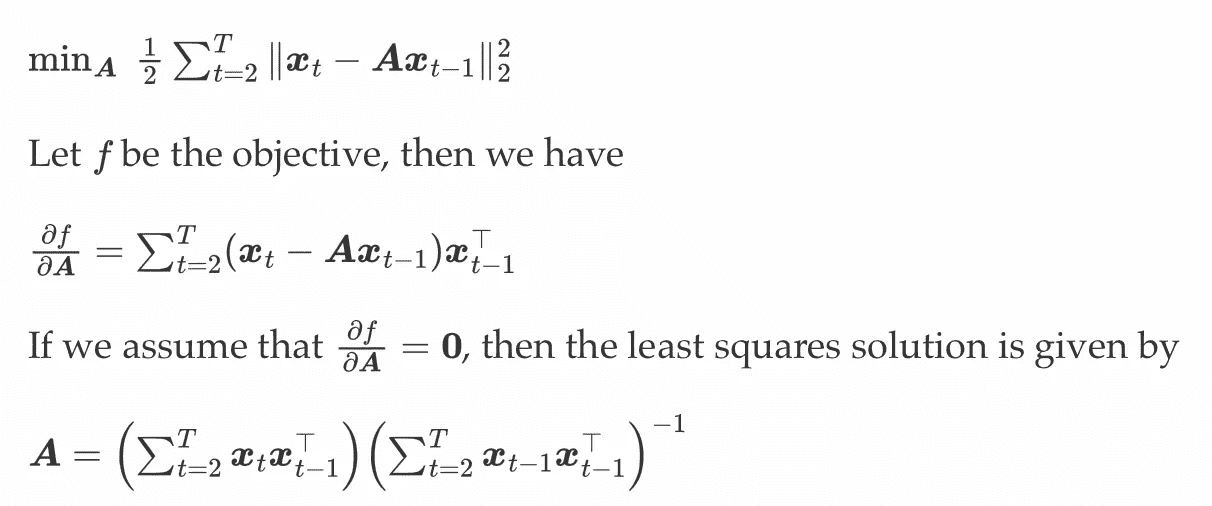 min_A ½ ∑_{t=2}^{T} ‖x_t − Ax_{t−1}‖_2^2
Let f be the objective, then we have
∂f/∂A = ∑_{t=2}^{T} (x_t − Ax_{t−1})x_{t−1}^⊤
If we assume that ∂f/∂A = 0, then the least squares solution is given by
A = (∑_{t=2}^{T} x_t x_{t−1}^⊤)(∑_{t=2}^{T} x_{t−1} x_{t−1}^⊤)^{−1}